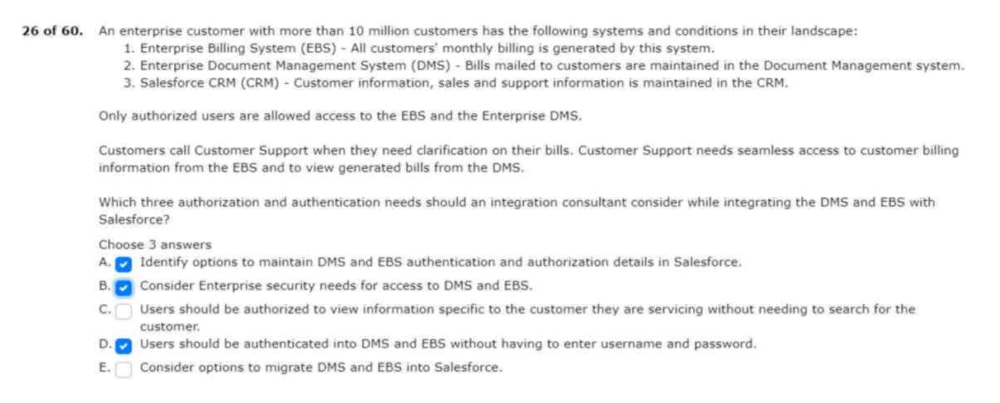 26 of 60. An enterprise customer with more than 10 million customers has the following systems and conditions in their landscape:
1. Enterprise Billing System (EBS) - All customers' monthly billing is generated by this system.
2. Enterprise Document Management System (DMS) - Bills mailed to customers are maintained in the Document Management system.
3. Salesforce CRM (CRM) - Customer information, sales and support information is maintained in the CRM.
Only authorized users are allowed access to the EBS and the Enterprise DMS.
Customers call Customer Support when they need clarification on their bills. Customer Support needs seamless access to customer billing
information from the EBS and to view generated bills from the DMS.
Which three authorization and authentication needs should an integration consultant consider while integrating the DMS and EBS with
Salesforce?
Choose 3 answers
A. Identify options to maintain DMS and EBS authentication and authorization details in Salesforce.
B. Consider Enterprise security needs for access to DMS and EBS.
C. Users should be authorized to view information specific to the customer they are servicing without needing to search for the
customer.
D. Users should be authenticated into DMS and EBS without having to enter username and password.
E. Consider options to migrate DMS and EBS into Salesforce.